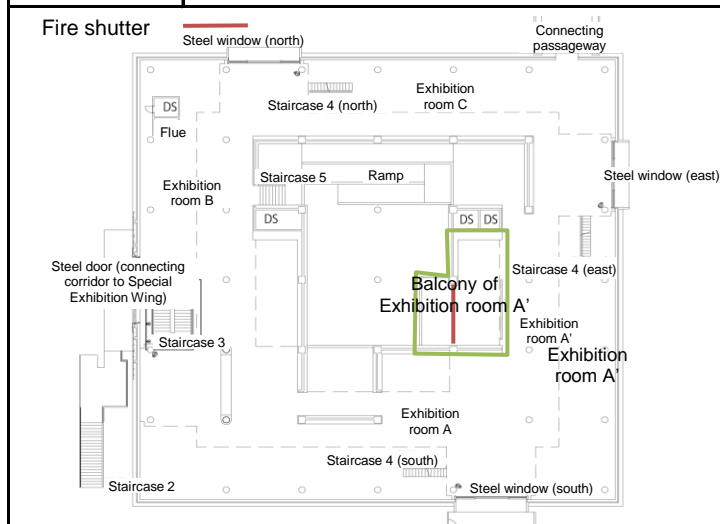 Fire shutter
Steel window (north)
Connecting
passageway
Staircase 4 (north)
Exhibition
room C
DS
Flue
Exhibition
room B
Staircase 5
Ramp
Steel window (east)
DS
DS
DS
Steel door (connecting
corridor to Special
Exhibition Wing)
Staircase 4 (east)
Balcony of
Exhibition room A’
Exhibition
room A’
Exhibition
room A’
Staircase 3
Exhibition
room A
Staircase 4 (south)
Staircase 2
Steel window (south)